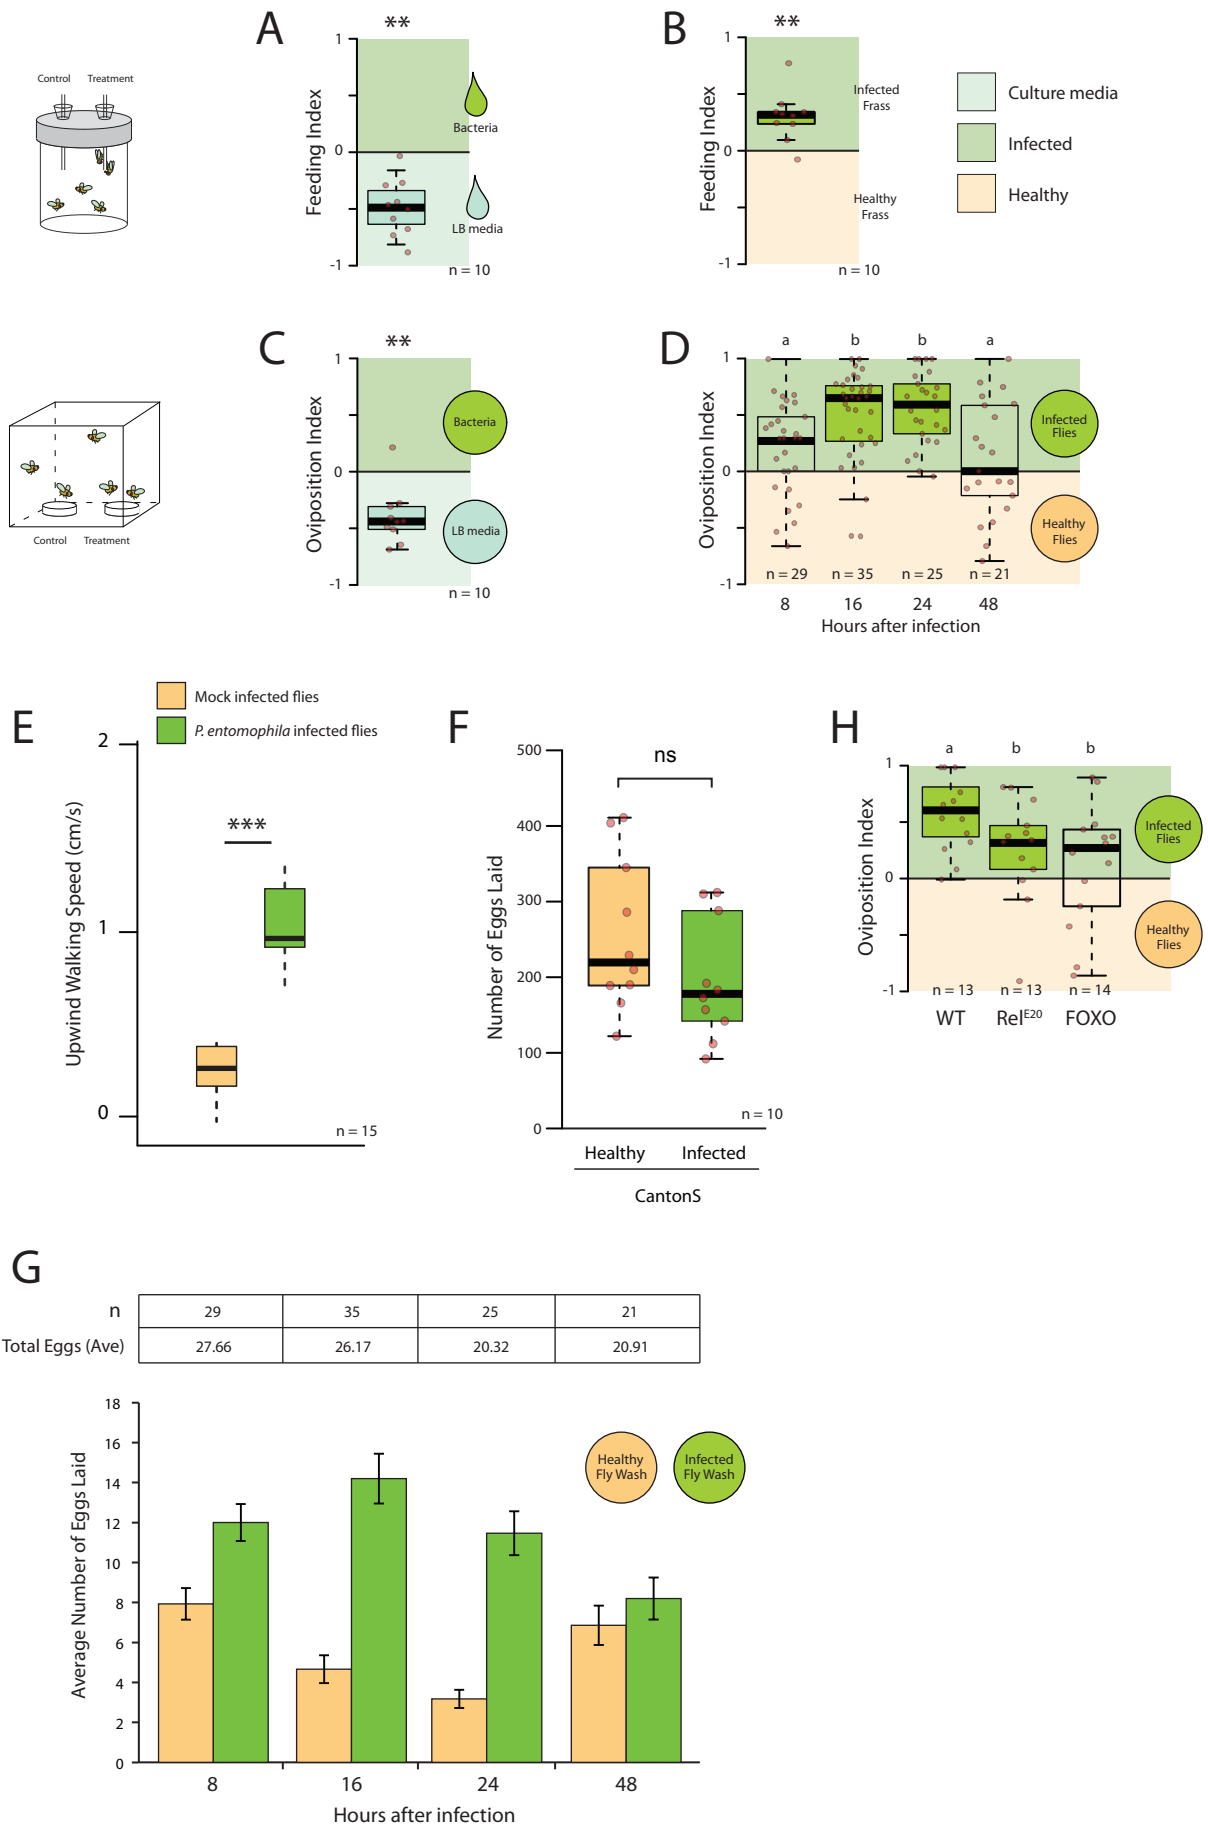 A
**
Control Treatment
1
0
-1
Feeding Index
Bacteria
LB media
n = 10
B
**
1
0
-1
Feeding Index
Infected
Frass
Healthy
Frass
n = 10
Culture media
Infected
Healthy
C
**
1
0
-1
Oviposition Index
Bacteria
LB media
n = 10
Control Treatment
D
a b b a
1
0
-1
Oviposition Index
Infected
Flies
Healthy
Flies
n = 29 n = 35 n = 25 n = 21
8 16 24 48
Hours after infection
E
Mock infected flies
P. entomophila infected flies
2
1
0
Upwind Walking Speed (cm/s)
***
n = 15
F
500
400
300
200
100
0
Number of Eggs Laid
ns
n = 10
Healthy Infected
CantonS
H
a b b
1
0
-1
Oviposition Index
Infected
Flies
Healthy
Flies
n = 13 n = 13 n = 14
WT Rel^E20 FOXO
G
n 29 35 25 21
Total Eggs (Ave) 27.66 26.17 20.32 20.91
18
16
14
12
10
8
6
4
2
0
Average Number of Eggs Laid
Healthy
Fly Wash
Infected
Fly Wash
8 16 24 48
Hours after infection